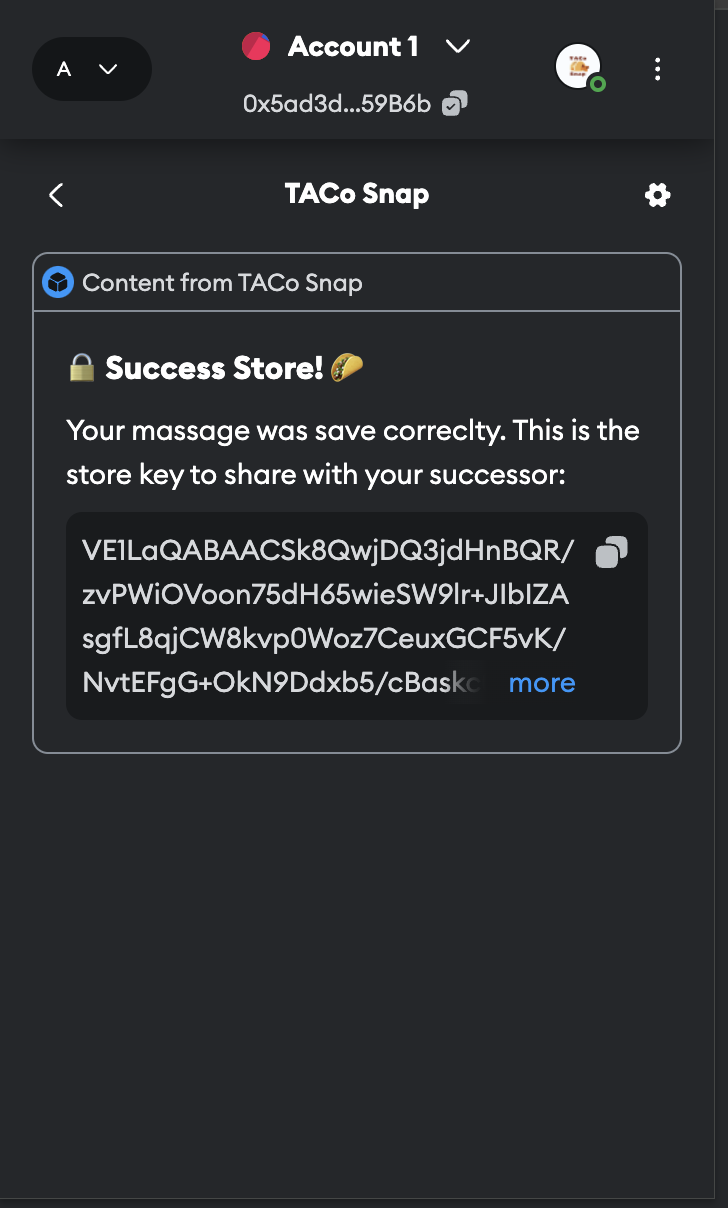 A
Account 1
0x5ad3d...59B6b
TACo Snap
Content from TACo Snap
🔒 Success Store! 🌮
Your massage was save correclty. This is the
store key to share with your successor:
VE1LaQABAACSk8QwjDQ3jdHnBQR/
zvPWiOVoon75dH65wieSW9lr+JIbIZA
sgfL8qjCW8kvp0Woz7CeuxGCF5vK/
NvtEFgG+OkN9Ddxb5/cBaskc more